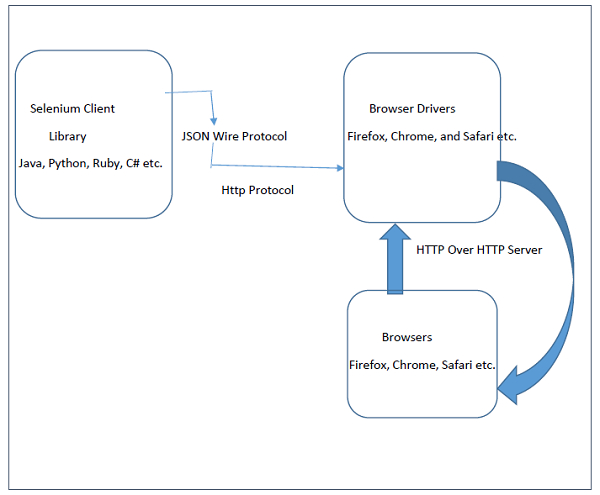 Selenium Client
Library
Java, Python, Ruby, C# etc.
JSON Wire Protocol
Http Protocol
Browser Drivers
Firefox, Chrome, and Safari etc.
HTTP Over HTTP Server
Browsers
Firefox, Chrome, Safari etc.